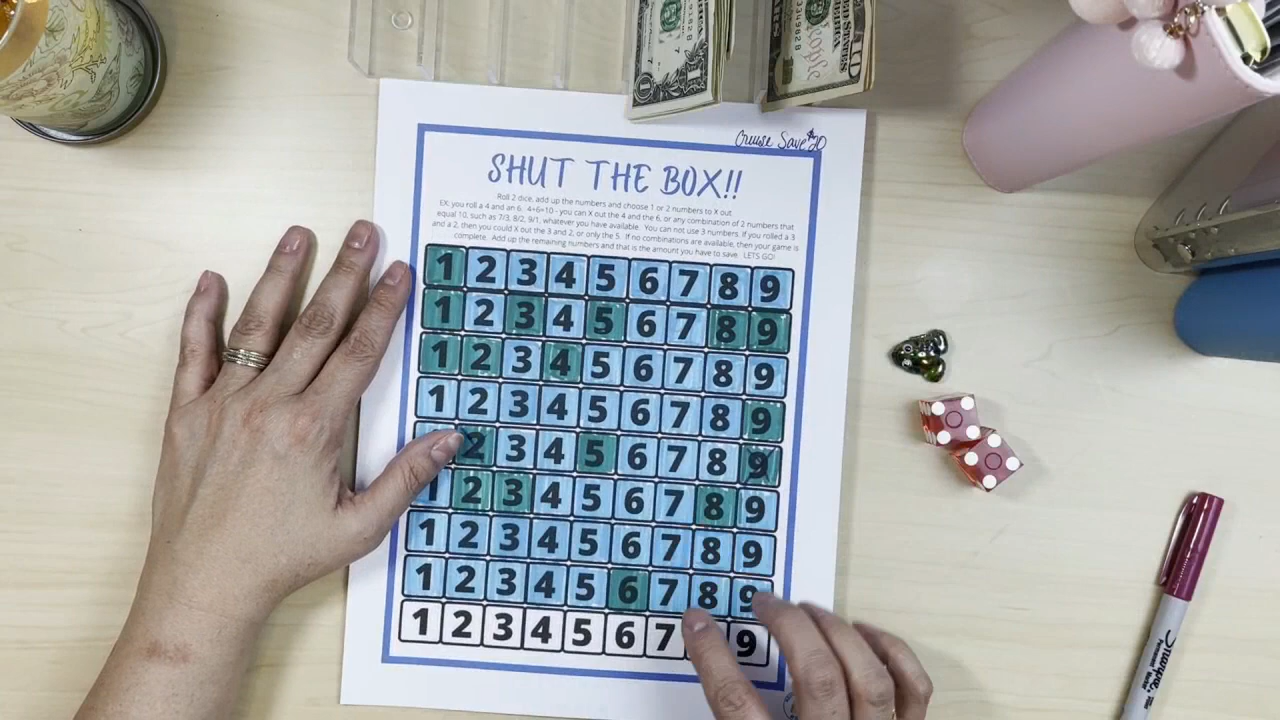 Cruise Save $20
SHUT THE BOX!!
Roll 2 dice, add up the numbers and choose 1 or 2 numbers to X out
EX: you roll a 4 and an 6. 4+6=10 - you can X out the 4 and the 6, or any combination of 2 numbers that
equal 10, such as 7/3, 8/2, 9/1, whatever you have available. You can not use 3 numbers. If you rolled a 3
and a 2, then you could X out the 3 and 2, or only the 5. If no combinations are available, then your game is
complete. Add up the remaining numbers and that is the amount you have to save. LETS GO!
1 2 3 4 5 6 7 8 9
1 2 3 4 5 6 7 8 9
1 2 3 4 5 6 7 8 9
1 2 3 4 5 6 7 8 9
2 3 4 5 6 7 8 9
1 2 3 4 5 6 7 8 9
1 2 3 4 5 6 7 8 9
1 2 3 4 5 6 7 8 9
1 2 3 4 5 6 7 9
Sharpie